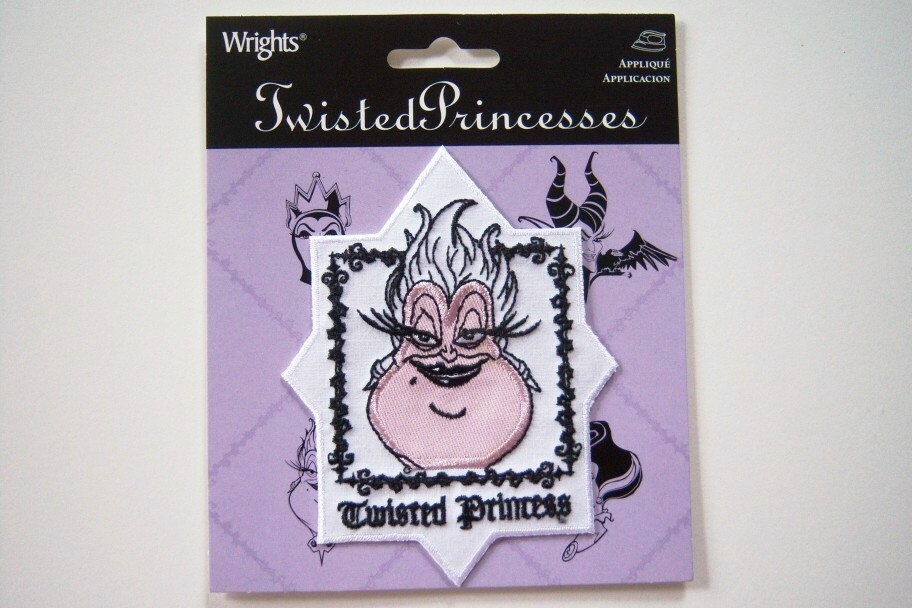 Wrights®
APPLIQUÉ
APPLICACION
TwistedPrincesses
Twisted Princess